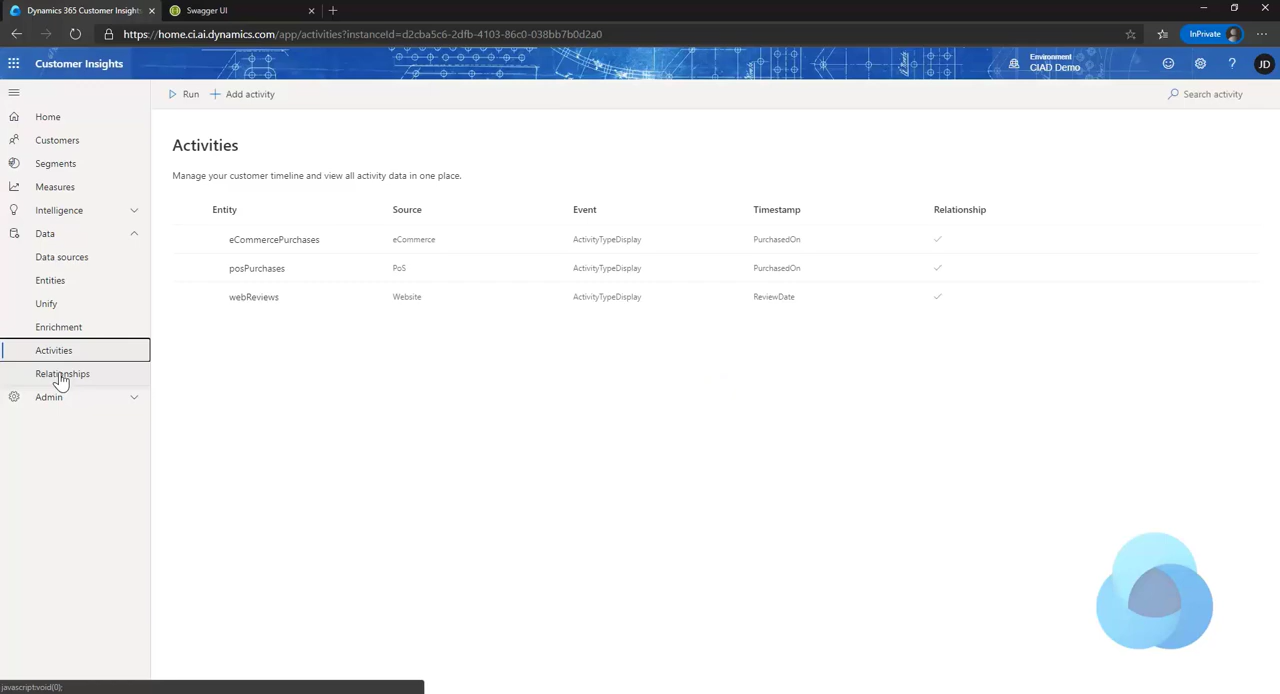 Dynamics 365 Customer Insights
Swagger UI
https://home.ci.ai.dynamics.com/app/activities?instanceId=d2cba5c6-2dfb-4103-86c0-038bb7b0d2a0
InPrivate
Customer Insights
Environment
CIAD Demo
?
JD
Run
Add activity
Search activity
Home
Customers
Segments
Measures
Intelligence
Data
Data sources
Entities
Unify
Enrichment
Activities
Relationships
Admin
Activities
Manage your customer timeline and view all activity data in one place.
Entity Source Event Timestamp Relationship
eCommercePurchases eCommerce ActivityTypeDisplay PurchasedOn
posPurchases PoS ActivityTypeDisplay PurchasedOn
webReviews Website ActivityTypeDisplay ReviewDate
javascript:void(0);